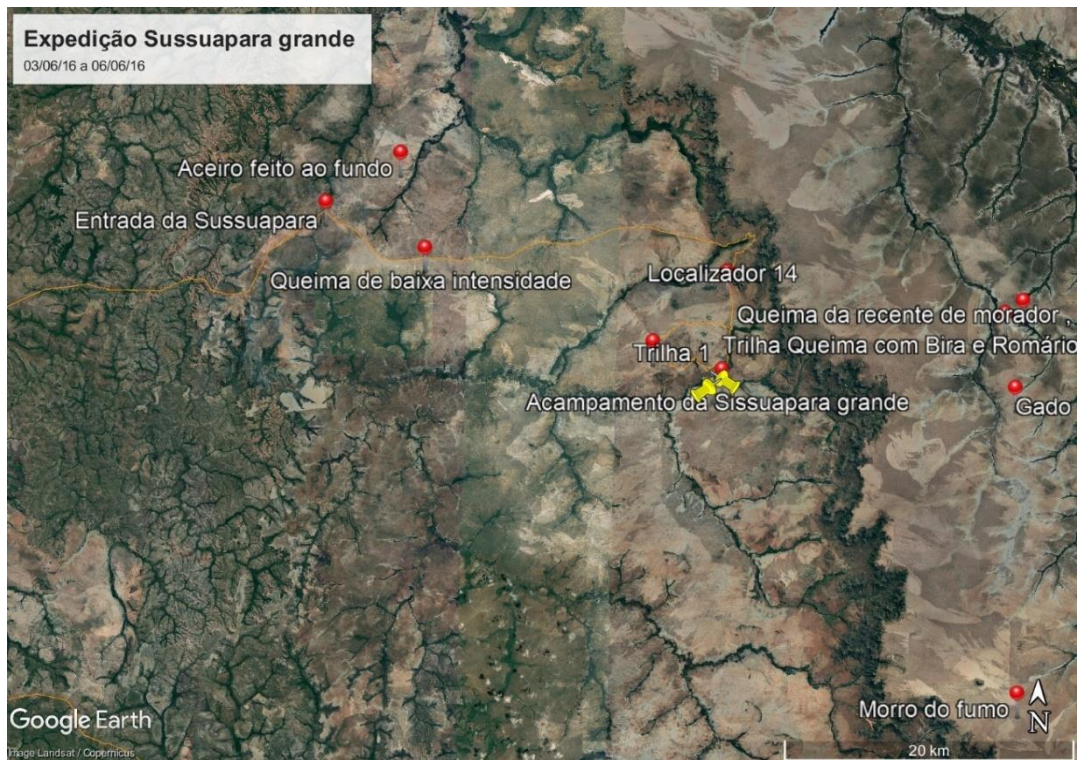 Expedição Sussuapara grande
03/06/16 a 06/06/16
Aceiro feito ao fundo
Entrada da Sussuapara
Queima de baixa intensidade
Localizador 14
Queima da recente de morador ,
Trilha 1
Trilha Queima com Bira e Romário
Acampamento da Sissuapara grande
Gado
Morro do fumo
Google Earth
N
Image Landsat / Copernicus
20 km